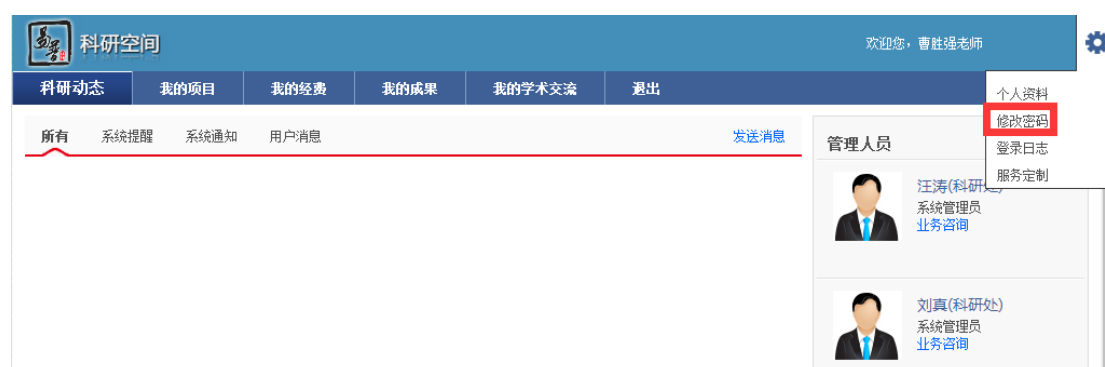 易普 科研空间
欢迎您，曹胜强老师
科研动态 我的项目 我的经费 我的成果 我的学术交流 退出
个人资料
修改密码
登录日志
服务定制
所有 系统提醒 系统通知 用户消息 发送消息
管理人员
汪涛(科研处)
系统管理员
业务咨询
刘真(科研处)
系统管理员
业务咨询